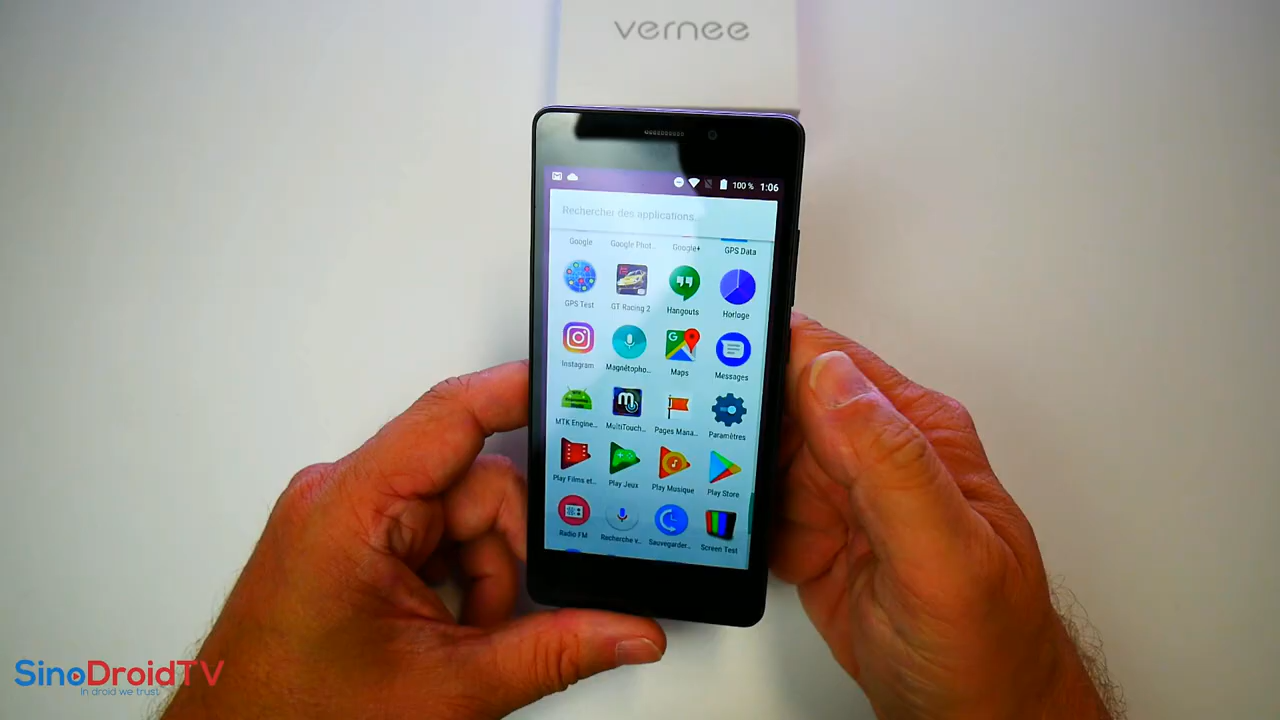 vernee
100 % 1:06
Rechercher des applications...
Google Google Phot... Google+ GPS Data
GPS Test GT Racing 2 Hangouts Horloge
Instagram Magnétopho... Maps Messages
MTK Engine... MultiTouch... Pages Mana... Paramètres
Play Films et... Play Jeux Play Musique Play Store
Radio FM Recherche v... Sauvegarder... Screen Test
SinoDroidTV
In droid we trust